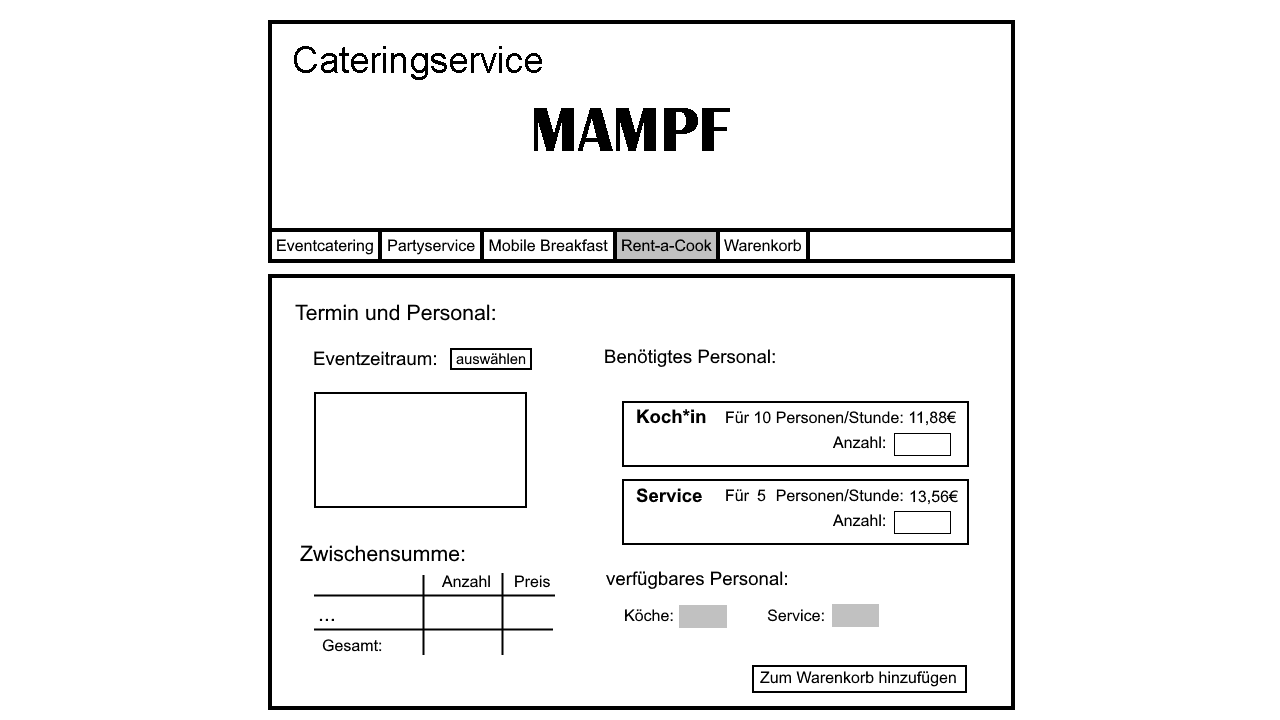 Cateringservice
MAMPF
Eventcatering Partyservice Mobile Breakfast Rent-a-Cook Warenkorb
Termin und Personal:
Eventzeitraum: auswählen
Benötigtes Personal:
Koch*in Für 10 Personen/Stunde: 11,88€
Anzahl:
Service Für 5 Personen/Stunde: 13,56€
Anzahl:
Zwischensumme:
Anzahl Preis
...
Gesamt:
verfügbares Personal:
Köche: Service:
Zum Warenkorb hinzufügen